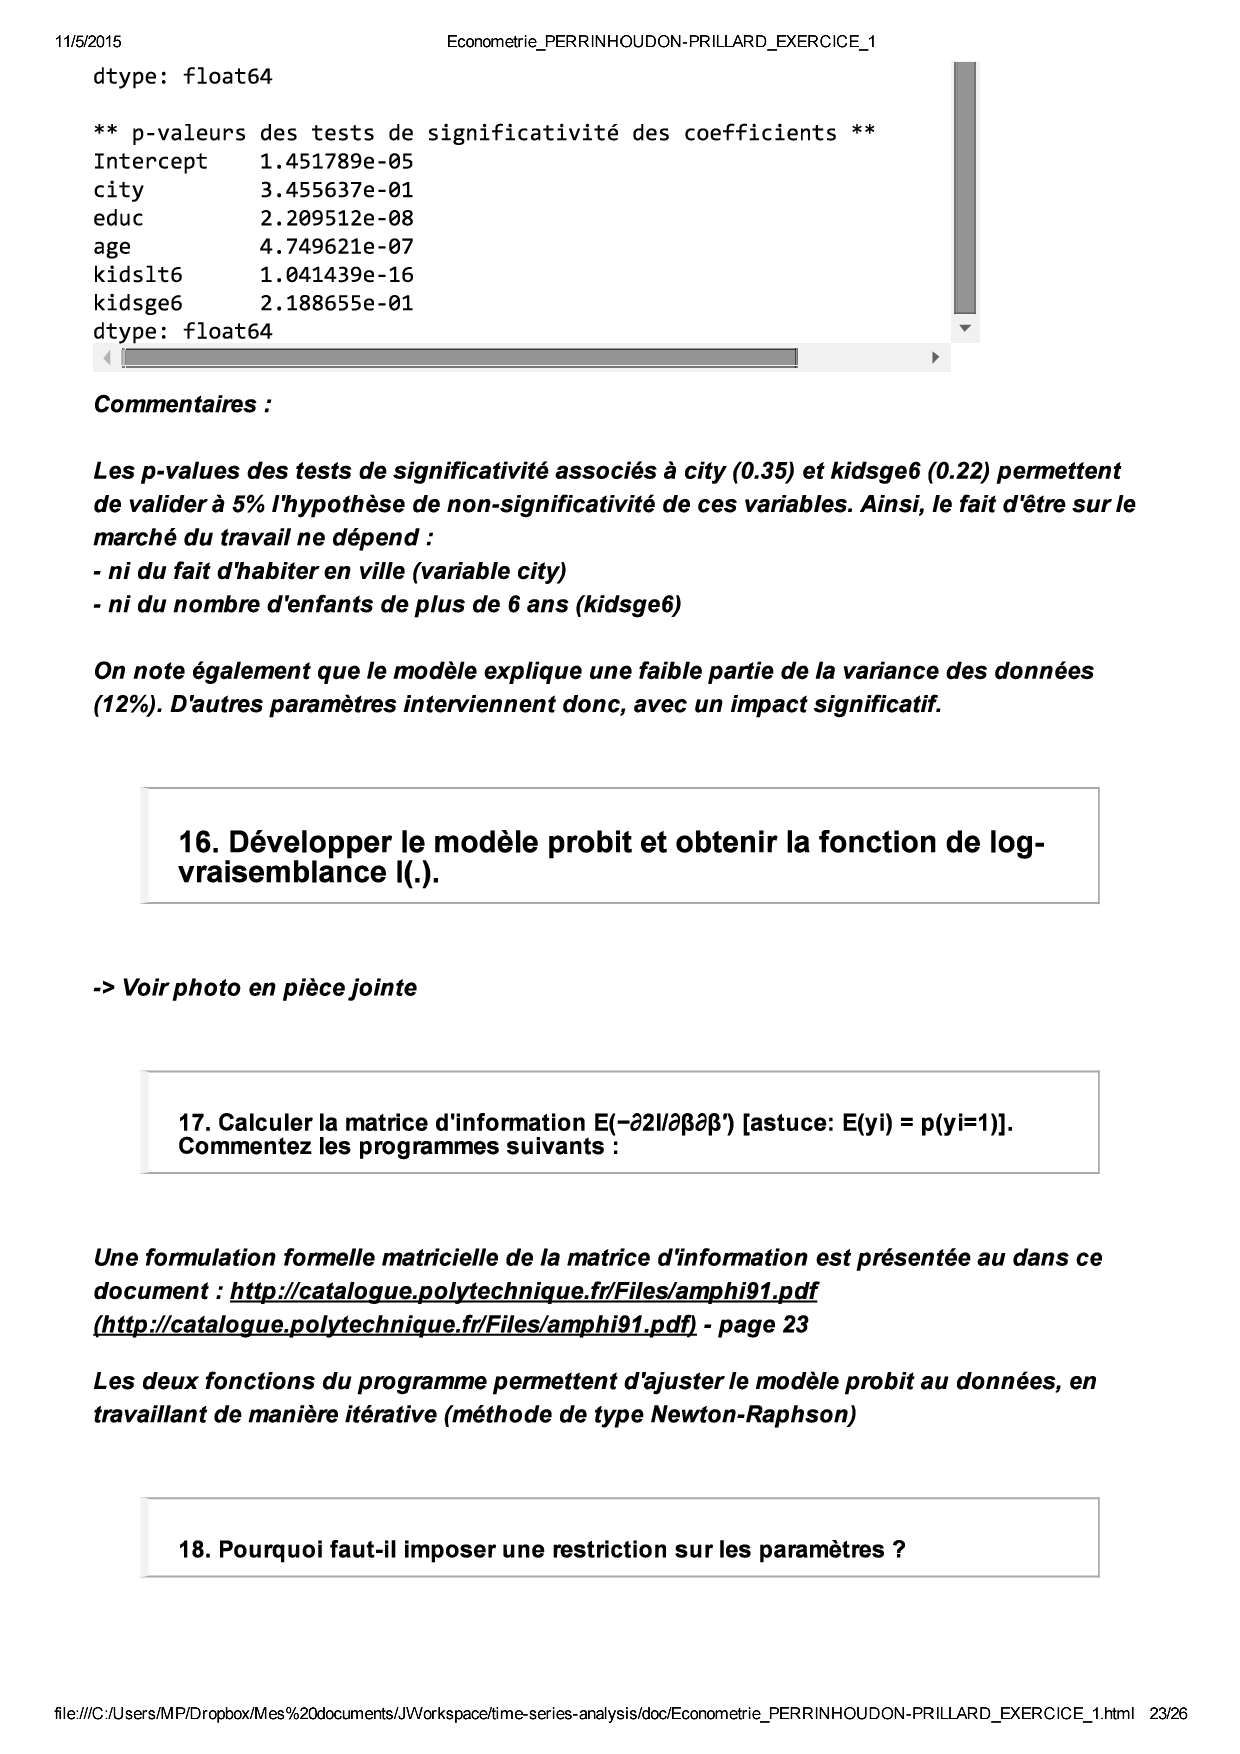 11/5/2015 Econometrie_PERRINHOUDON-PRILLARD_EXERCICE_1
dtype: float64
** p-valeurs des tests de significativité des coefficients **
Intercept 1.451789e-05
city 3.455637e-01
educ 2.209512e-08
age 4.749621e-07
kidslt6 1.041439e-16
kidsge6 2.188655e-01
dtype: float64
Commentaires :
Les p-values des tests de significativité associés à city (0.35) et kidsge6 (0.22) permettent
de valider à 5% l'hypothèse de non-significativité de ces variables. Ainsi, le fait d'être sur le
marché du travail ne dépend :
- ni du fait d'habiter en ville (variable city)
- ni du nombre d'enfants de plus de 6 ans (kidsge6)
On note également que le modèle explique une faible partie de la variance des données
(12%). D'autres paramètres interviennent donc, avec un impact significatif.
16. Développer le modèle probit et obtenir la fonction de log-
vraisemblance l(.).
-> Voir photo en pièce jointe
17. Calculer la matrice d'information E(−∂2l/∂β∂β′) [astuce: E(yi) = p(yi=1)].
Commentez les programmes suivants :
Une formulation formelle matricielle de la matrice d'information est présentée au dans ce
document : http://catalogue.polytechnique.fr/Files/amphi91.pdf
(http://catalogue.polytechnique.fr/Files/amphi91.pdf) - page 23
Les deux fonctions du programme permettent d'ajuster le modèle probit au données, en
travaillant de manière itérative (méthode de type Newton-Raphson)
18. Pourquoi faut-il imposer une restriction sur les paramètres ?
file:///C:/Users/MP/Dropbox/Mes%20documents/JWorkspace/time-series-analysis/doc/Econometrie_PERRINHOUDON-PRILLARD_EXERCICE_1.html 23/26